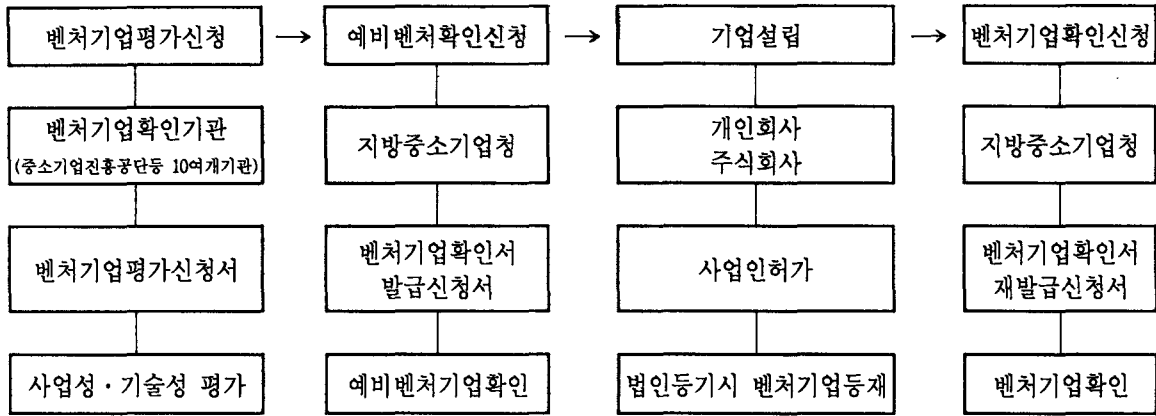 벤처기업평가신청 → 예비벤처확인신청 → 기업설립 → 벤처기업확인신청
벤처기업확인기관
(중소기업진흥공단등 10여개기관)
지방중소기업청
개인회사
주식회사
지방중소기업청
벤처기업평가신청서
벤처기업확인서
발급신청서
사업인허가
벤처기업확인서
재발급신청서
사업성·기술성 평가
예비벤처기업확인
법인등기시 벤처기업등재
벤처기업확인